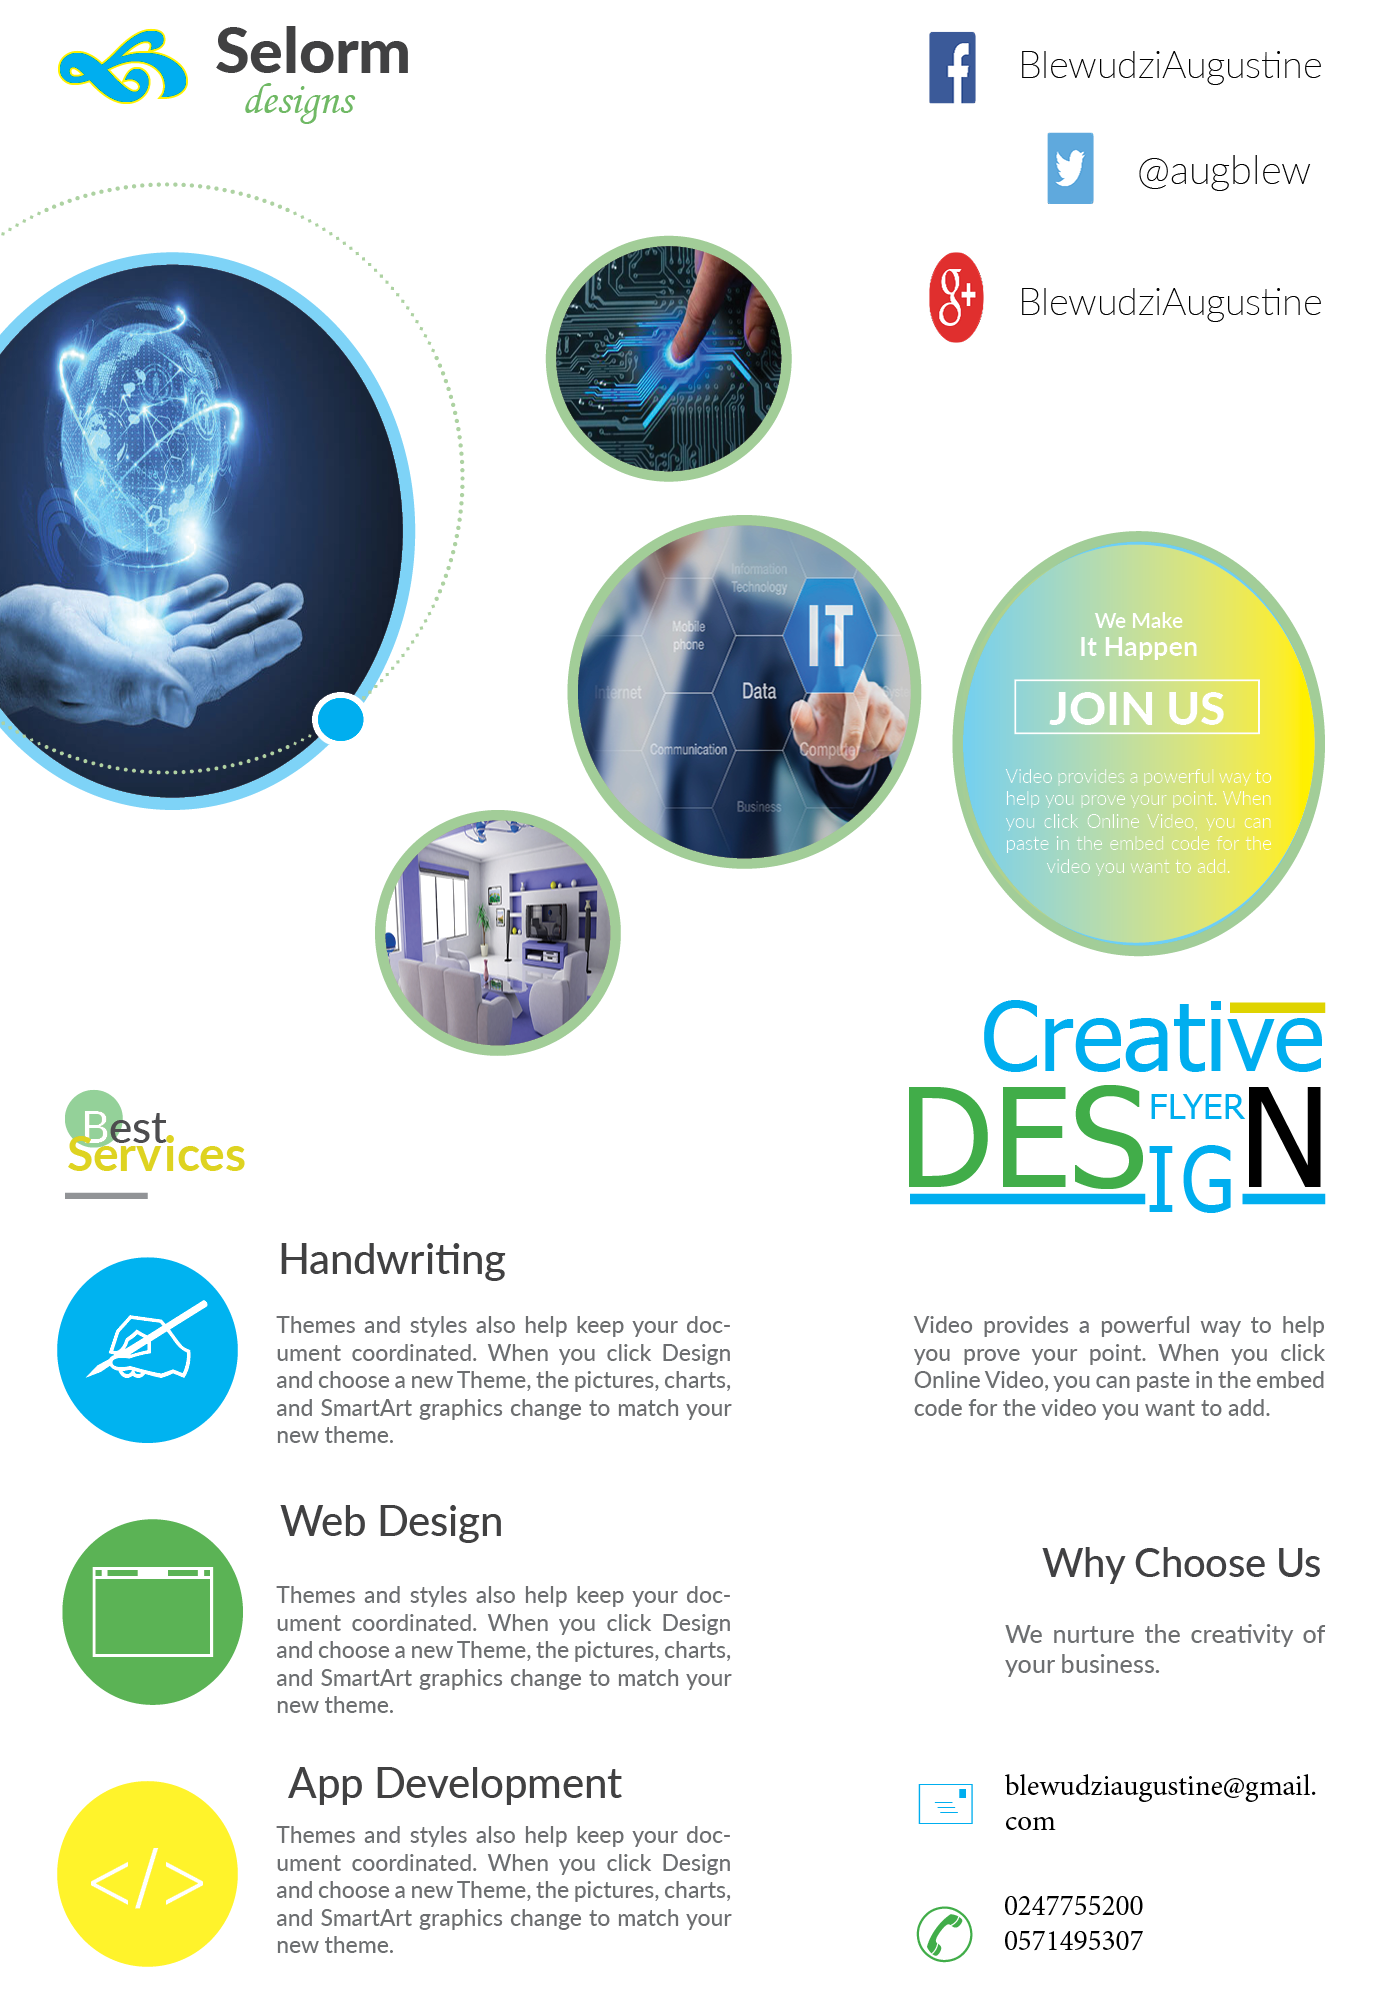 Selorm
designs
BlewudziAugustine
@augblew
g+
BlewudziAugustine
Information
Technology
IT
Mobile
phone
Internet
Data
Communication
Computer
Business
We Make
It Happen
JOIN US
Video provides a powerful way to
help you prove your point. When
you click Online Video, you can
paste in the embed code for the
video you want to add.
Creative
DESIGN
FLYER
Best
Services
Handwriting
Themes and styles also help keep your doc-
ument coordinated. When you click Design
and choose a new Theme, the pictures, charts,
and SmartArt graphics change to match your
new theme.
Video provides a powerful way to help
you prove your point. When you click
Online Video, you can paste in the embed
code for the video you want to add.
Web Design
Themes and styles also help keep your doc-
ument coordinated. When you click Design
and choose a new Theme, the pictures, charts,
and SmartArt graphics change to match your
new theme.
Why Choose Us
We nurture the creativity of
your business.
App Development
Themes and styles also help keep your doc-
ument coordinated. When you click Design
and choose a new Theme, the pictures, charts,
and SmartArt graphics change to match your
new theme.
</>
blewudziaugustine@gmail.
com
0247755200
0571495307